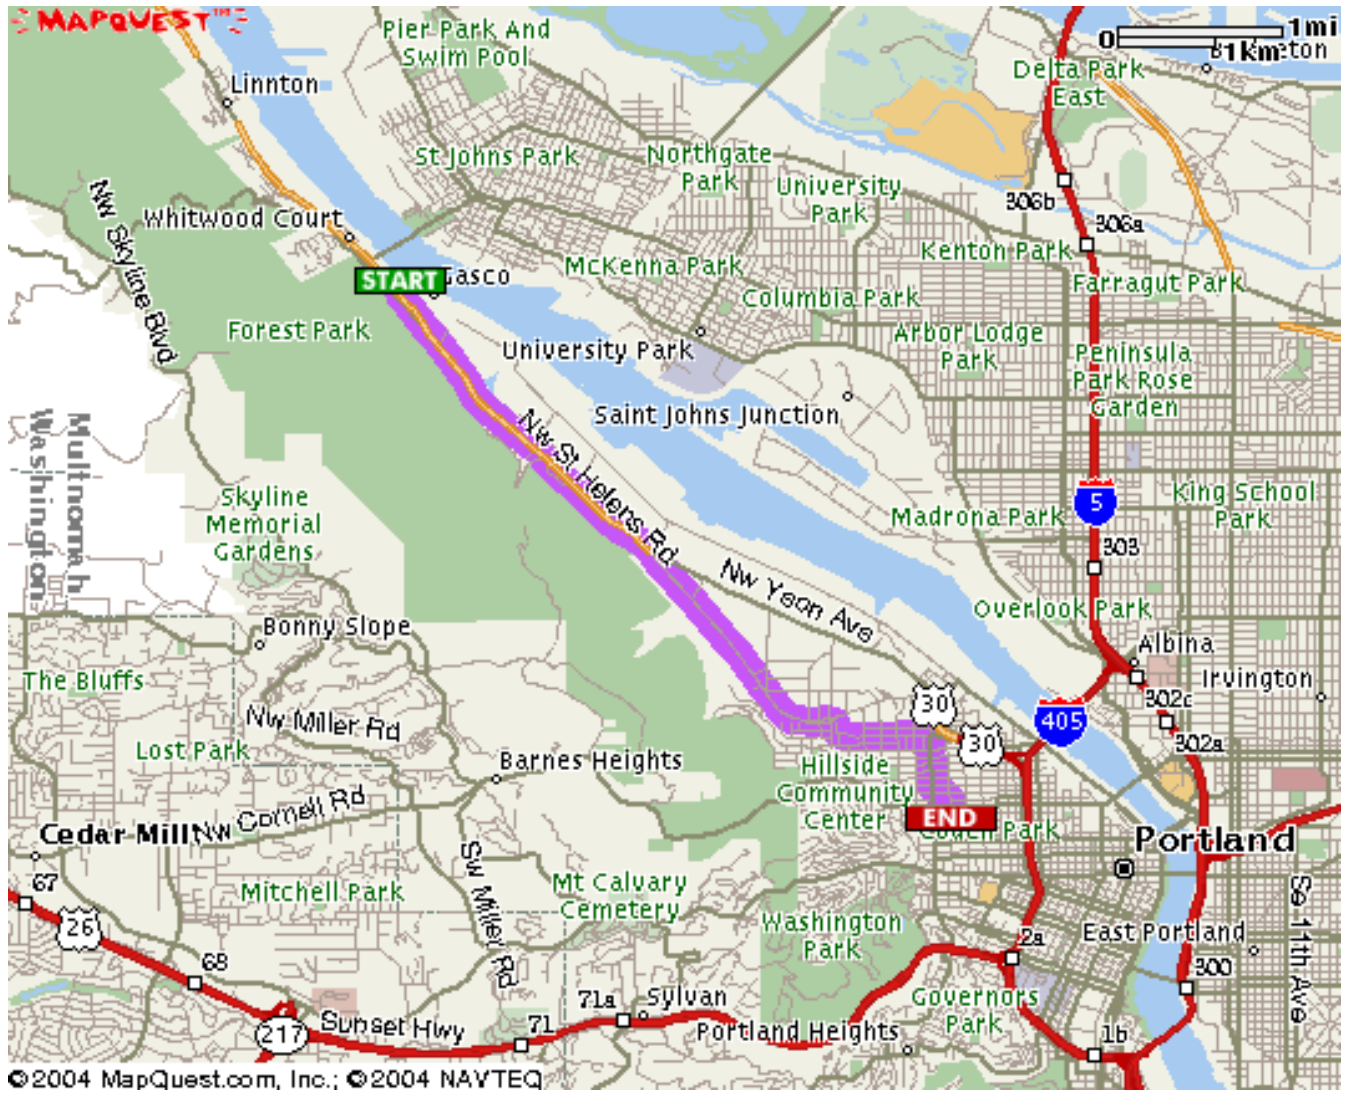 MAPQUEST
Pier Park And
Swim Pool
0
1mi
1km
Delta Park
East
Linnton
St Johns Park
Northgate
Park
University
Park
306b
306a
Nw Skyline Blvd
Whitwood Court
Kenton Park
McKenna Park
START
Gasco
Farragut Park
Columbia Park
Forest Park
Arbor Lodge
Park
University Park
Peninsula
Park Rose
Garden
Saint Johns Junction
Multnomah
Washington
Nw St Helens Rd
Skyline
Memorial
Gardens
5
King School
Park
Madrona Park
303
Nw Yeon Ave
Overlook Park
Bonny Slope
Albina
The Bluffs
Irvington
302c
30
405
Nw Miller Rd
302a
30
Lost Park
Barnes Heights
Hillside
Community
Center
Nw Cornell Rd
END
Park
Cedar Mill
Portland
67
Sw Miller Rd
Mitchell Park
Mt Calvary
Cemetery
Se 11th Ave
26
Washington
Park
2a
East Portland
68
300
71a
Sylvan
Governors
Park
217
Sunset Hwy
71
Portland Heights
1b
©2004 MapQuest.com, Inc.; ©2004 NAVTEQ